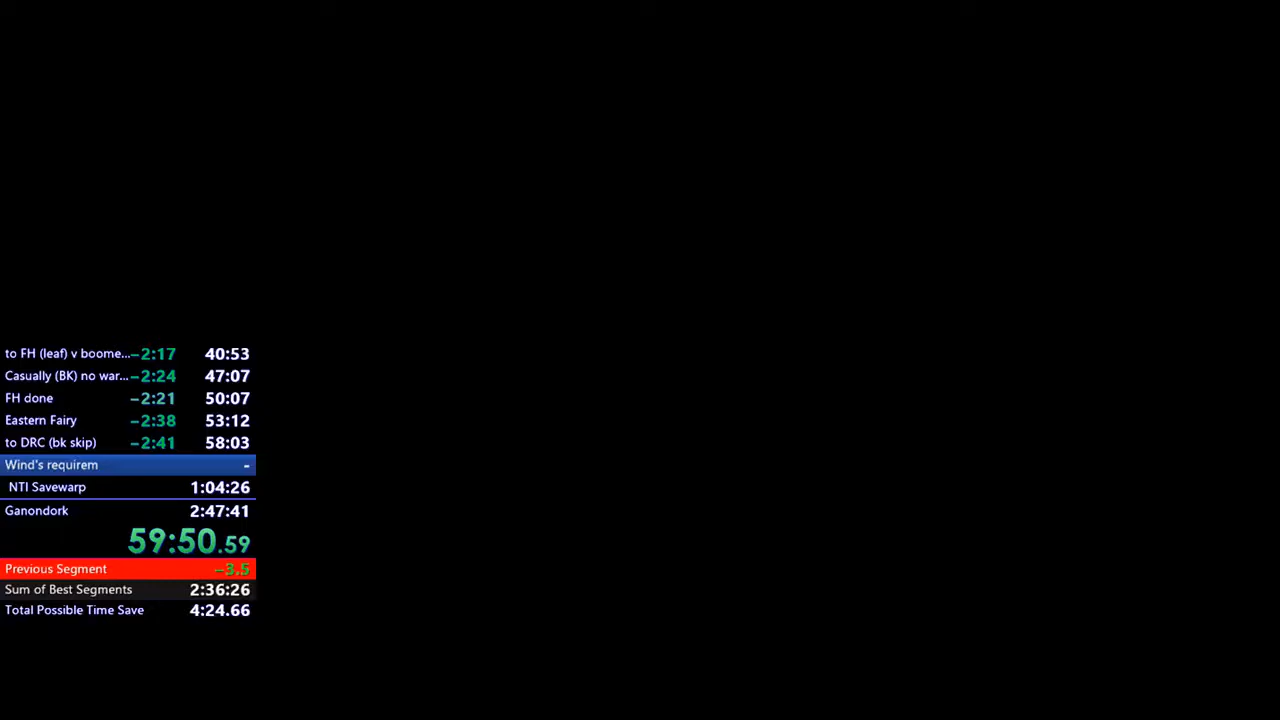 to FH (leaf) v boome... -2:17 40:53
Casually (BK) no war... -2:24 47:07
FH done -2:21 50:07
Eastern Fairy -2:38 53:12
to DRC (bk skip) -2:41 58:03
Wind's requirem -
NTI Savewarp 1:04:26
Ganondork 2:47:41
59:50.59
Previous Segment -3.5
Sum of Best Segments 2:36:26
Total Possible Time Save 4:24.66